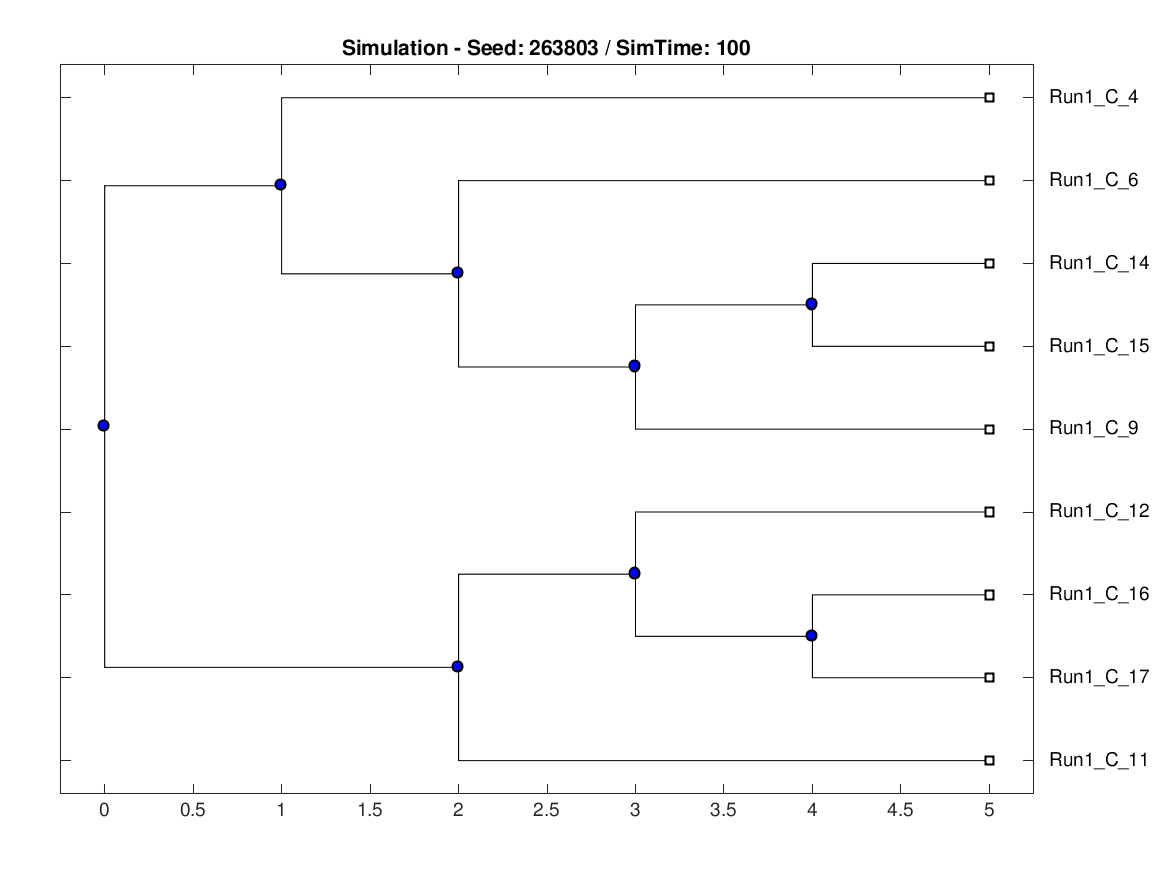 Simulation - Seed: 263803 / SimTime: 100
Run1_C_4
Run1_C_6
Run1_C_14
Run1_C_15
Run1_C_9
Run1_C_12
Run1_C_16
Run1_C_17
Run1_C_11
0 0.5 1 1.5 2 2.5 3 3.5 4 4.5 5